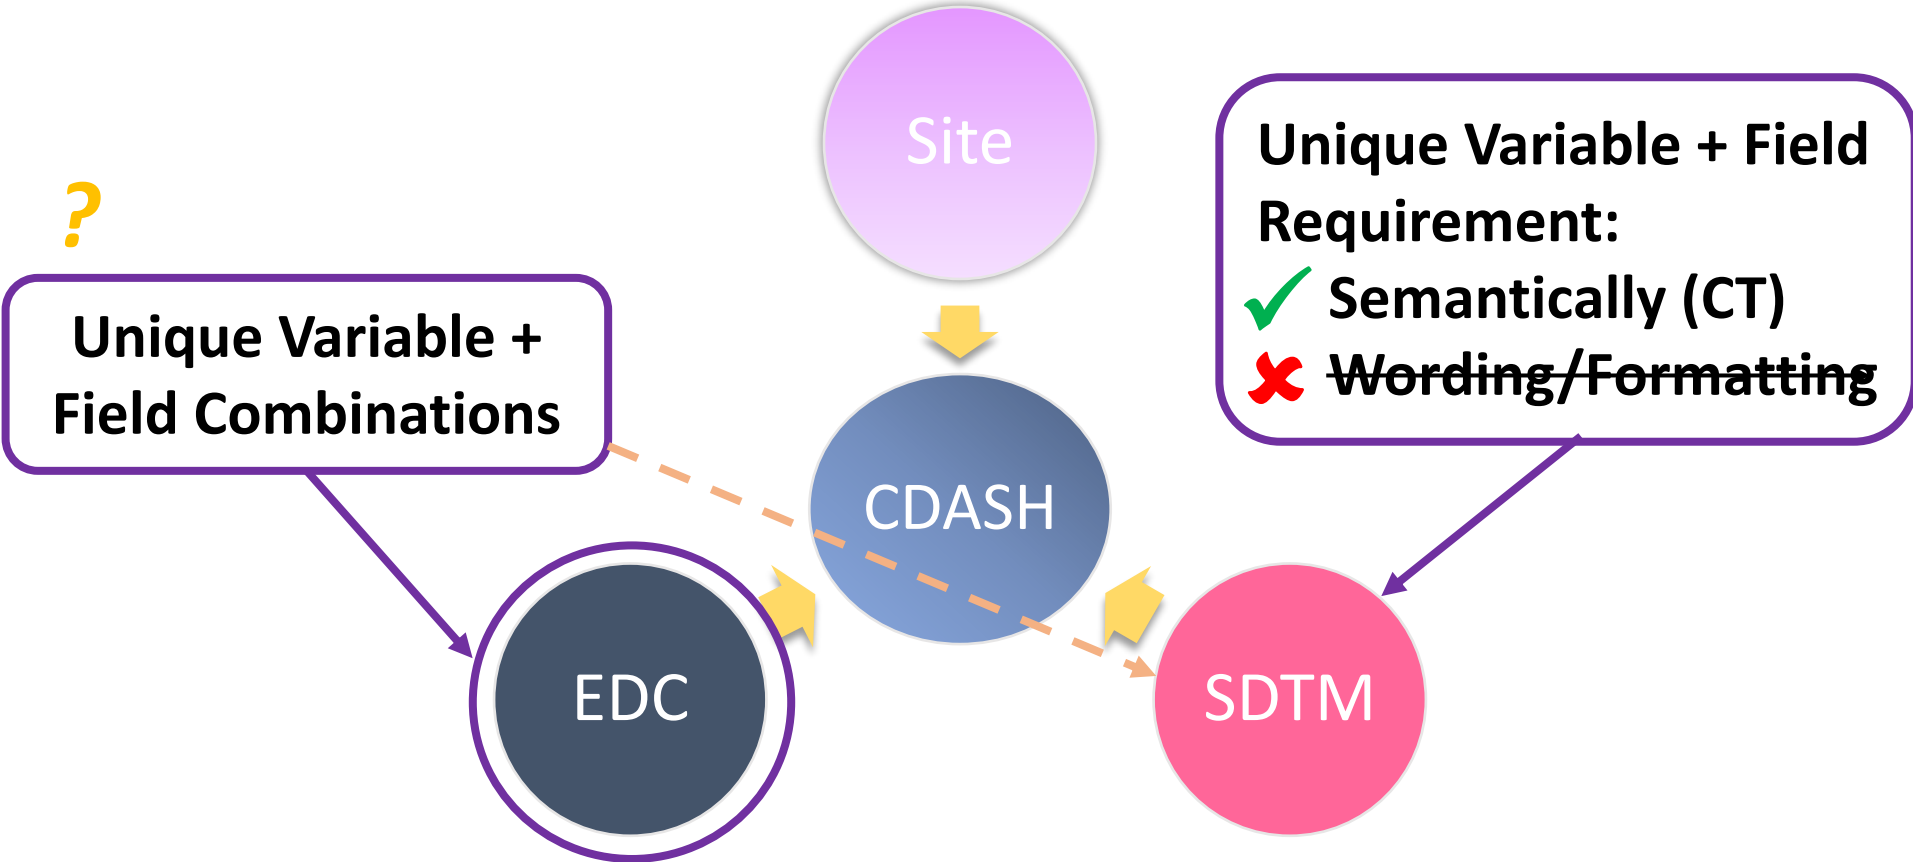 Site
?
Unique Variable +
Field Combinations
Unique Variable + Field
Requirement:
✓ Semantically (CT)
✘ Wording/Formatting
CDASH
EDC
SDTM